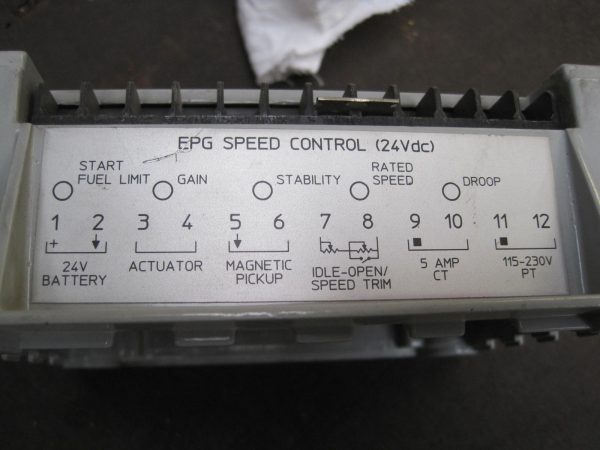 EPG SPEED CONTROL (24Vdc)
START
FUEL LIMIT
GAIN
STABILITY
RATED
SPEED
DROOP
1 2 3 4 5 6 7 8 9 10 11 12
+
24V
BATTERY
ACTUATOR
MAGNETIC
PICKUP
IDLE-OPEN/
SPEED TRIM
5 AMP
CT
115-230V
PT